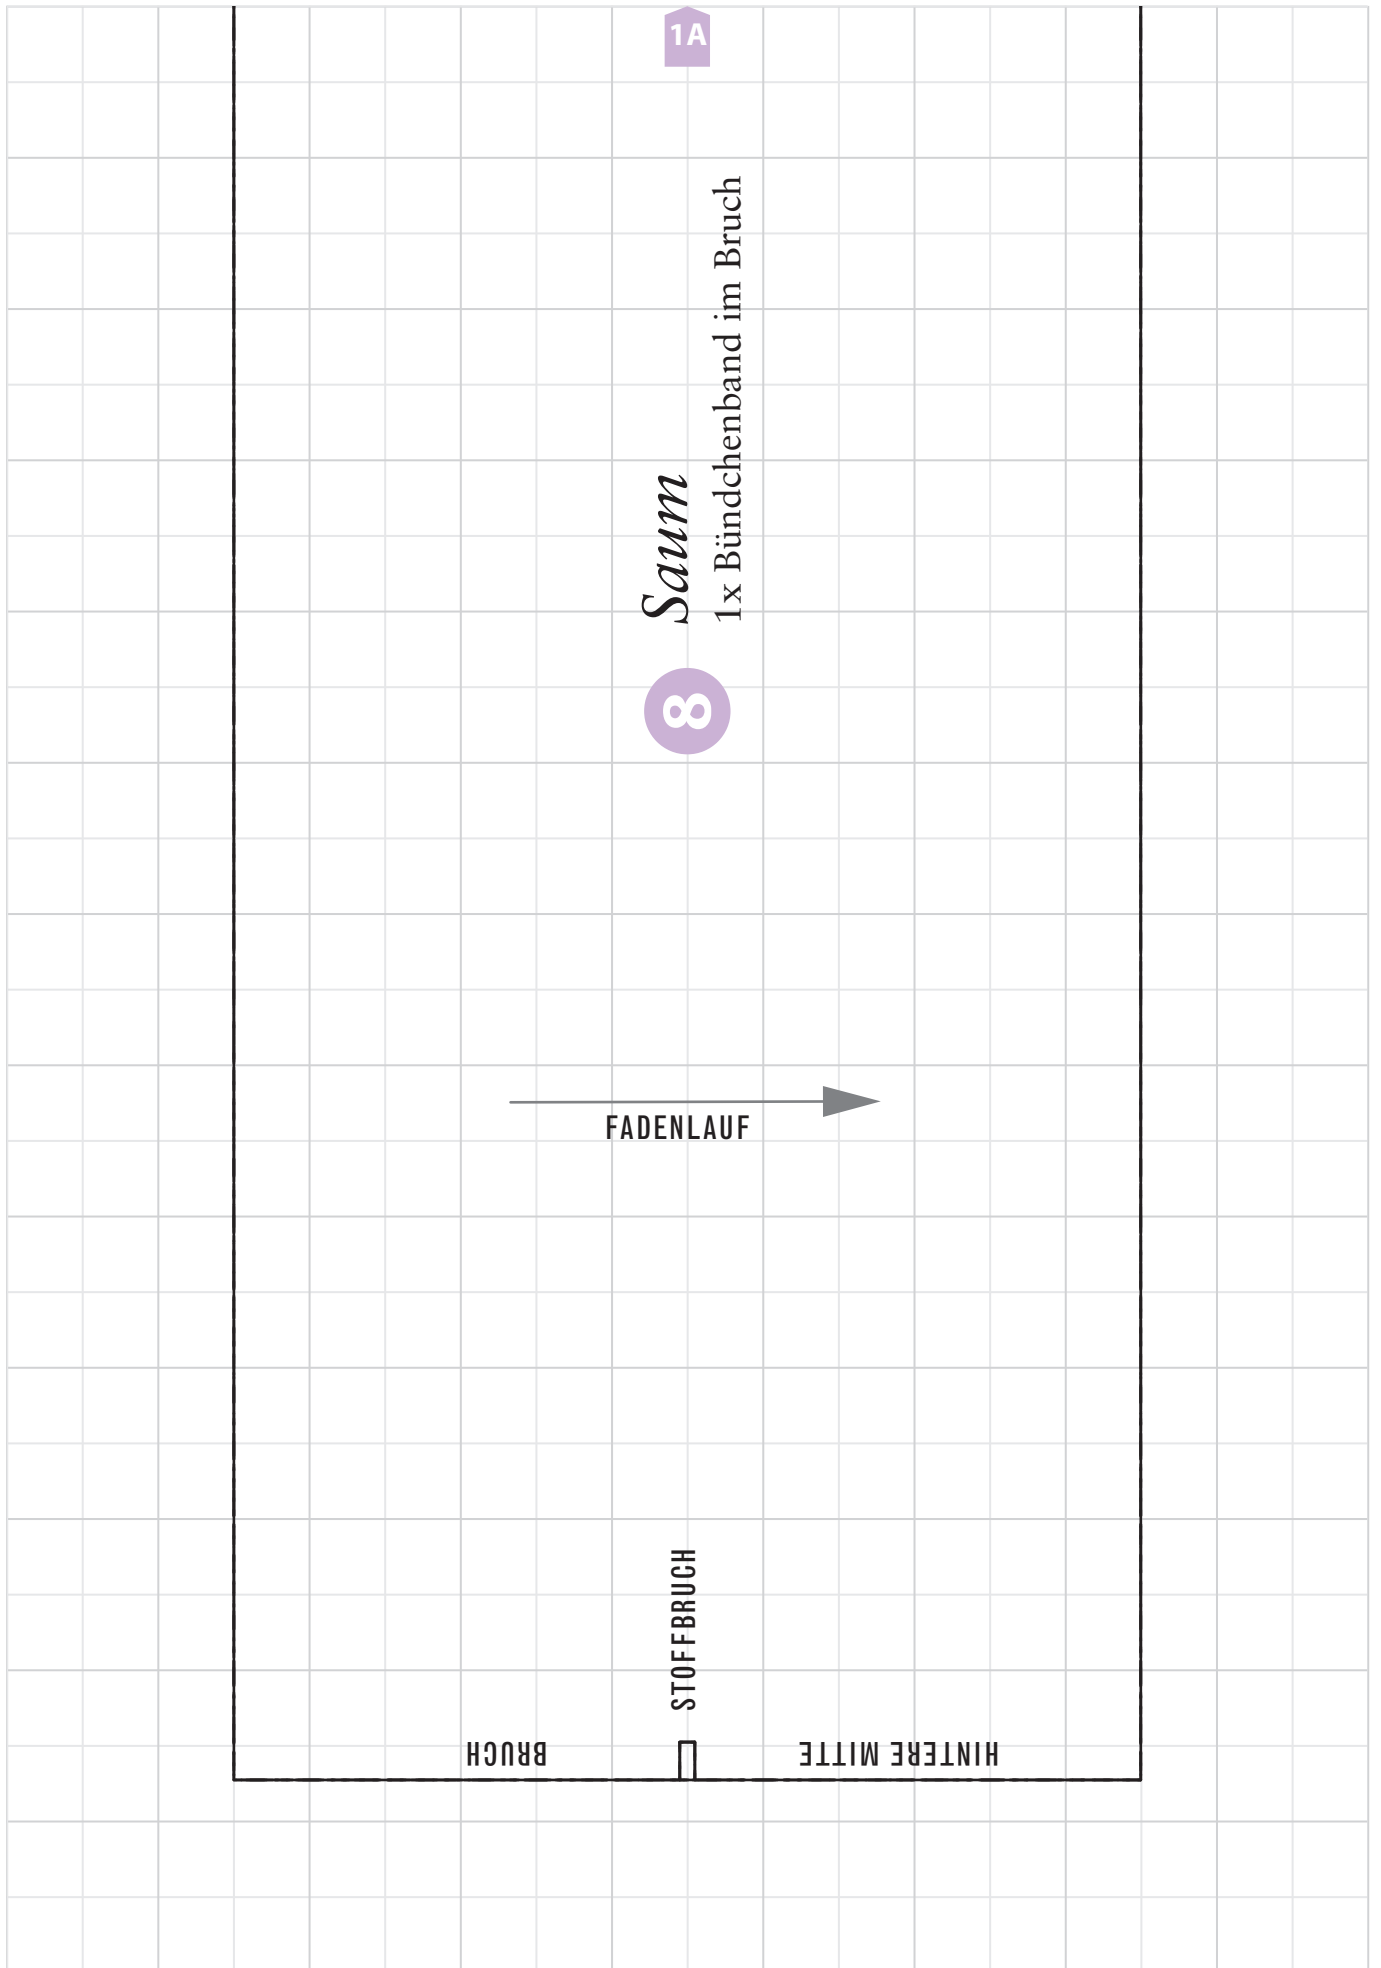 1A
Saum
1x Bündchenband im Bruch
8
FADENLAUF
STOFFBRUCH
BRUCH
HINTERE MITTE